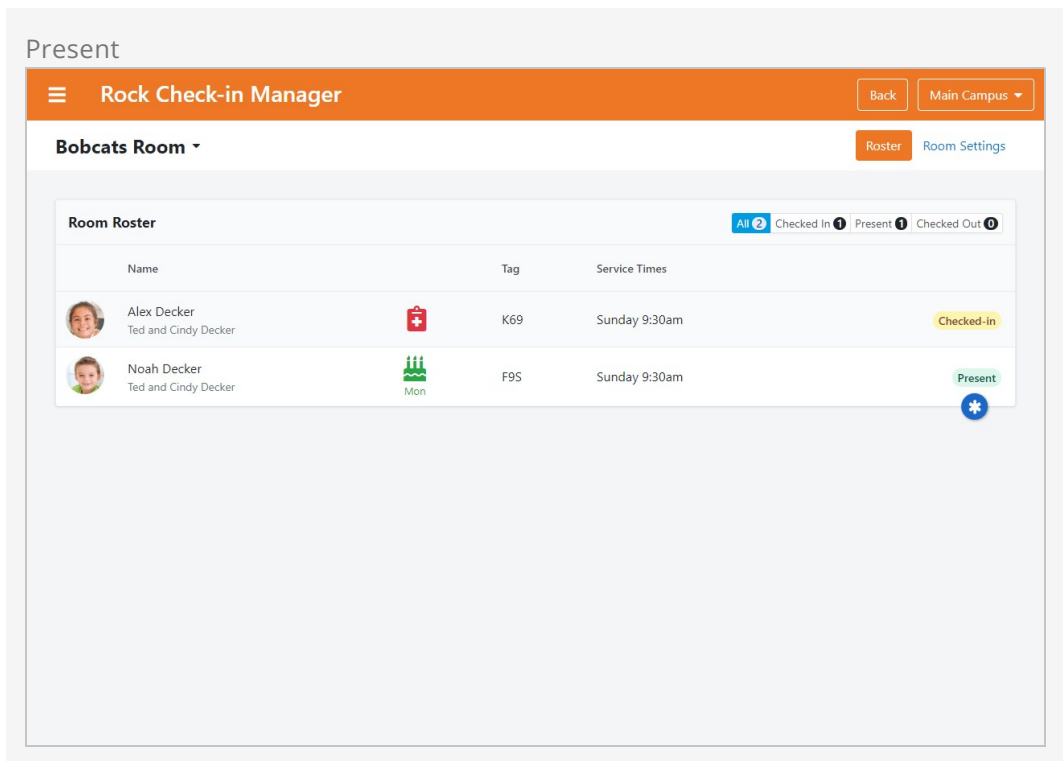 Present
Rock Check-in Manager Back Main Campus
Bobcats Room Roster Room Settings
Room Roster All 2 Checked In 1 Present 1 Checked Out 0
Name Tag Service Times
Alex Decker K69 Sunday 9:30am Checked-in
Ted and Cindy Decker
Noah Decker F9S Sunday 9:30am Present
Ted and Cindy Decker Mon